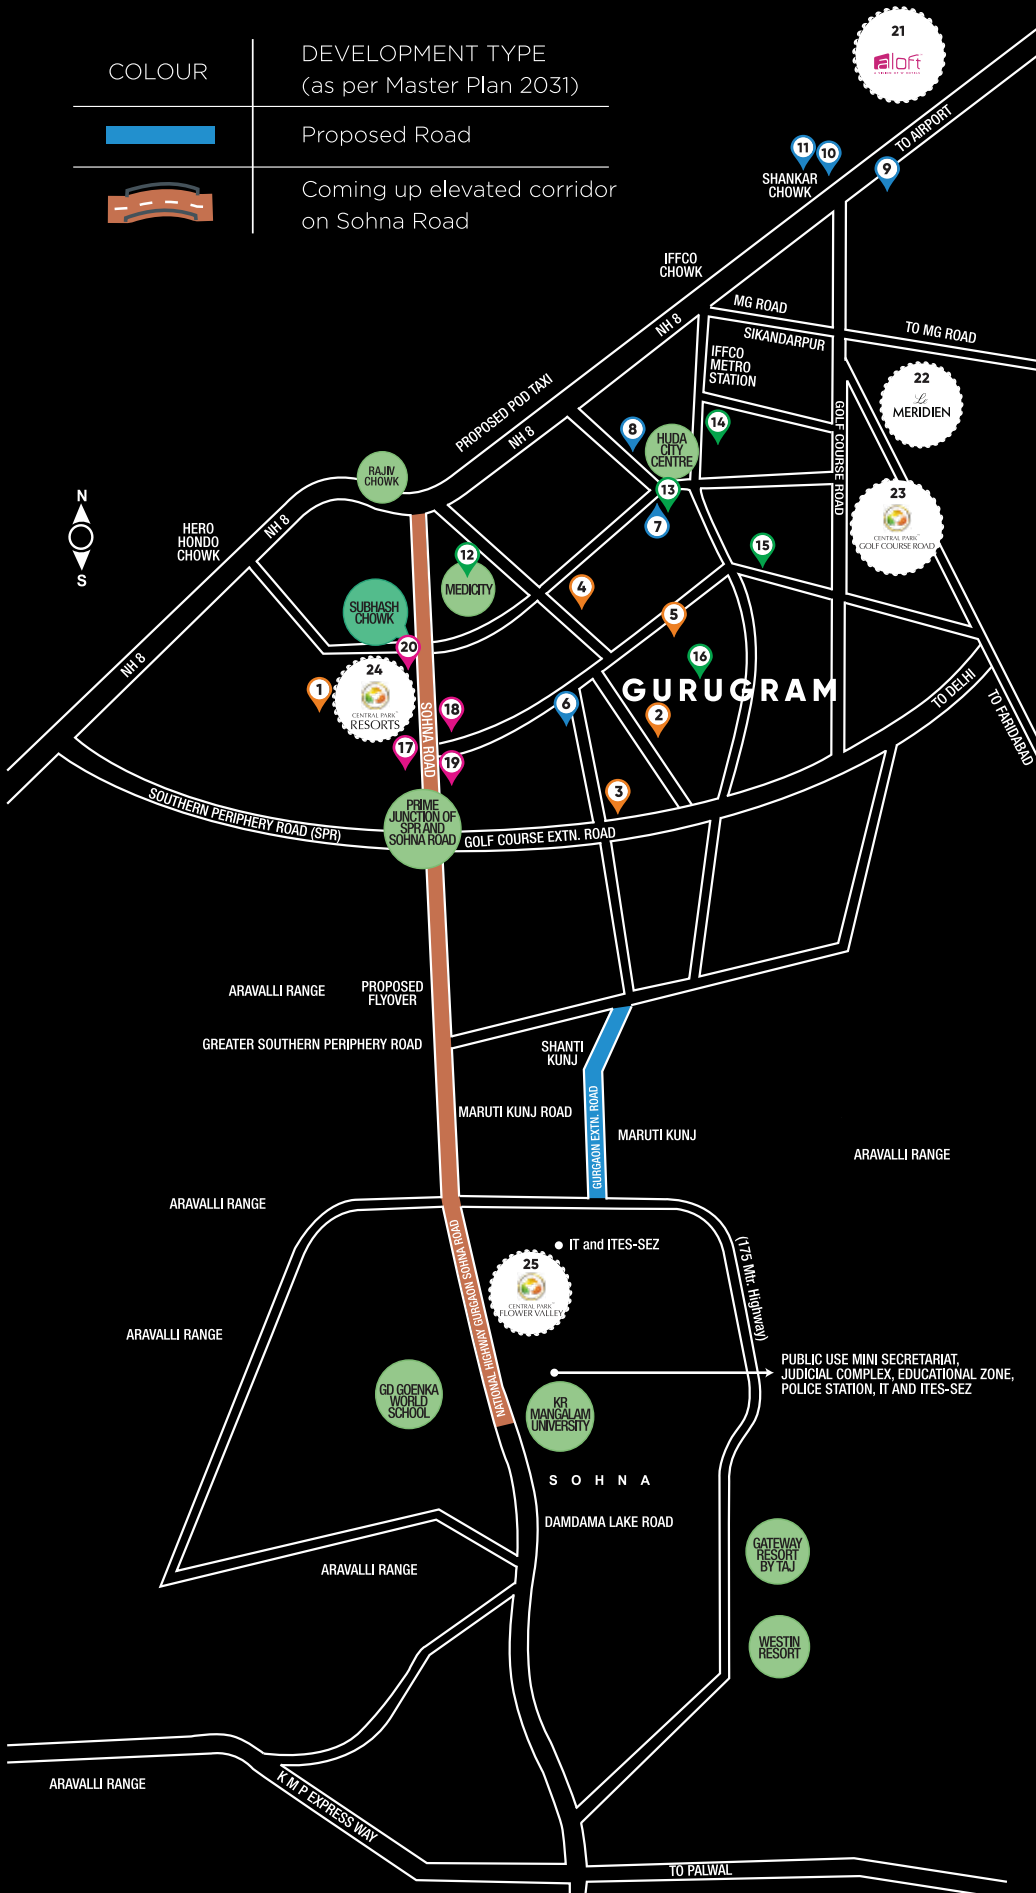 COLOUR
DEVELOPMENT TYPE
(as per Master Plan 2031)
Proposed Road
Coming up elevated corridor
on Sohna Road
21
aloft
TO AIRPORT
11
10
9
SHANKAR
CHOWK
IFFCO
CHOWK
NH 8
MG ROAD
SIKANDARPUR
TO MG ROAD
IFFCO
METRO
STATION
PROPOSED POD TAXI
NH 8
22
Le
MERIDIEN
GOLF COURSE ROAD
8
14
HUDA
CITY
CENTRE
13
7
RAJIV
CHOWK
23
CENTRAL PARK
GOLF COURSE ROAD
N
S
HERO
HONDO
CHOWK
NH 8
12
MEDICITY
15
4
5
SUBHASH
CHOWK
20
16
NH 8
1
24
CENTRAL PARK
RESORTS
SOHNA ROAD
18
6
GURUGRAM
2
TO DELHI
TO FARIDABAD
17
19
3
SOUTHERN PERIPHERY ROAD (SPR)
PRIME
JUNCTION OF
SPR AND
SOHNA ROAD
GOLF COURSE EXTN. ROAD
ARAVALLI RANGE
PROPOSED
FLYOVER
GREATER SOUTHERN PERIPHERY ROAD
SHANTI
KUNJ
MARUTI KUNJ ROAD
GURGAON EXTN. ROAD
MARUTI KUNJ
ARAVALLI RANGE
ARAVALLI RANGE
NATIONAL HIGHWAY GURGAON SOHNA ROAD
IT and ITES-SEZ
(175 Mtr. Highway)
25
CENTRAL PARK
FLOWER VALLEY
ARAVALLI RANGE
PUBLIC USE MINI SECRETARIAT,
JUDICIAL COMPLEX, EDUCATIONAL ZONE,
POLICE STATION, IT AND ITES-SEZ
GD GOENKA
WORLD
SCHOOL
KR
MANGALAM
UNIVERSITY
SOHNA
DAMDAMA LAKE ROAD
GATEWAY
RESORT
BY TAJ
ARAVALLI RANGE
WESTIN
RESORT
ARAVALLI RANGE
K M P EXPRESS WAY
TO PALWAL